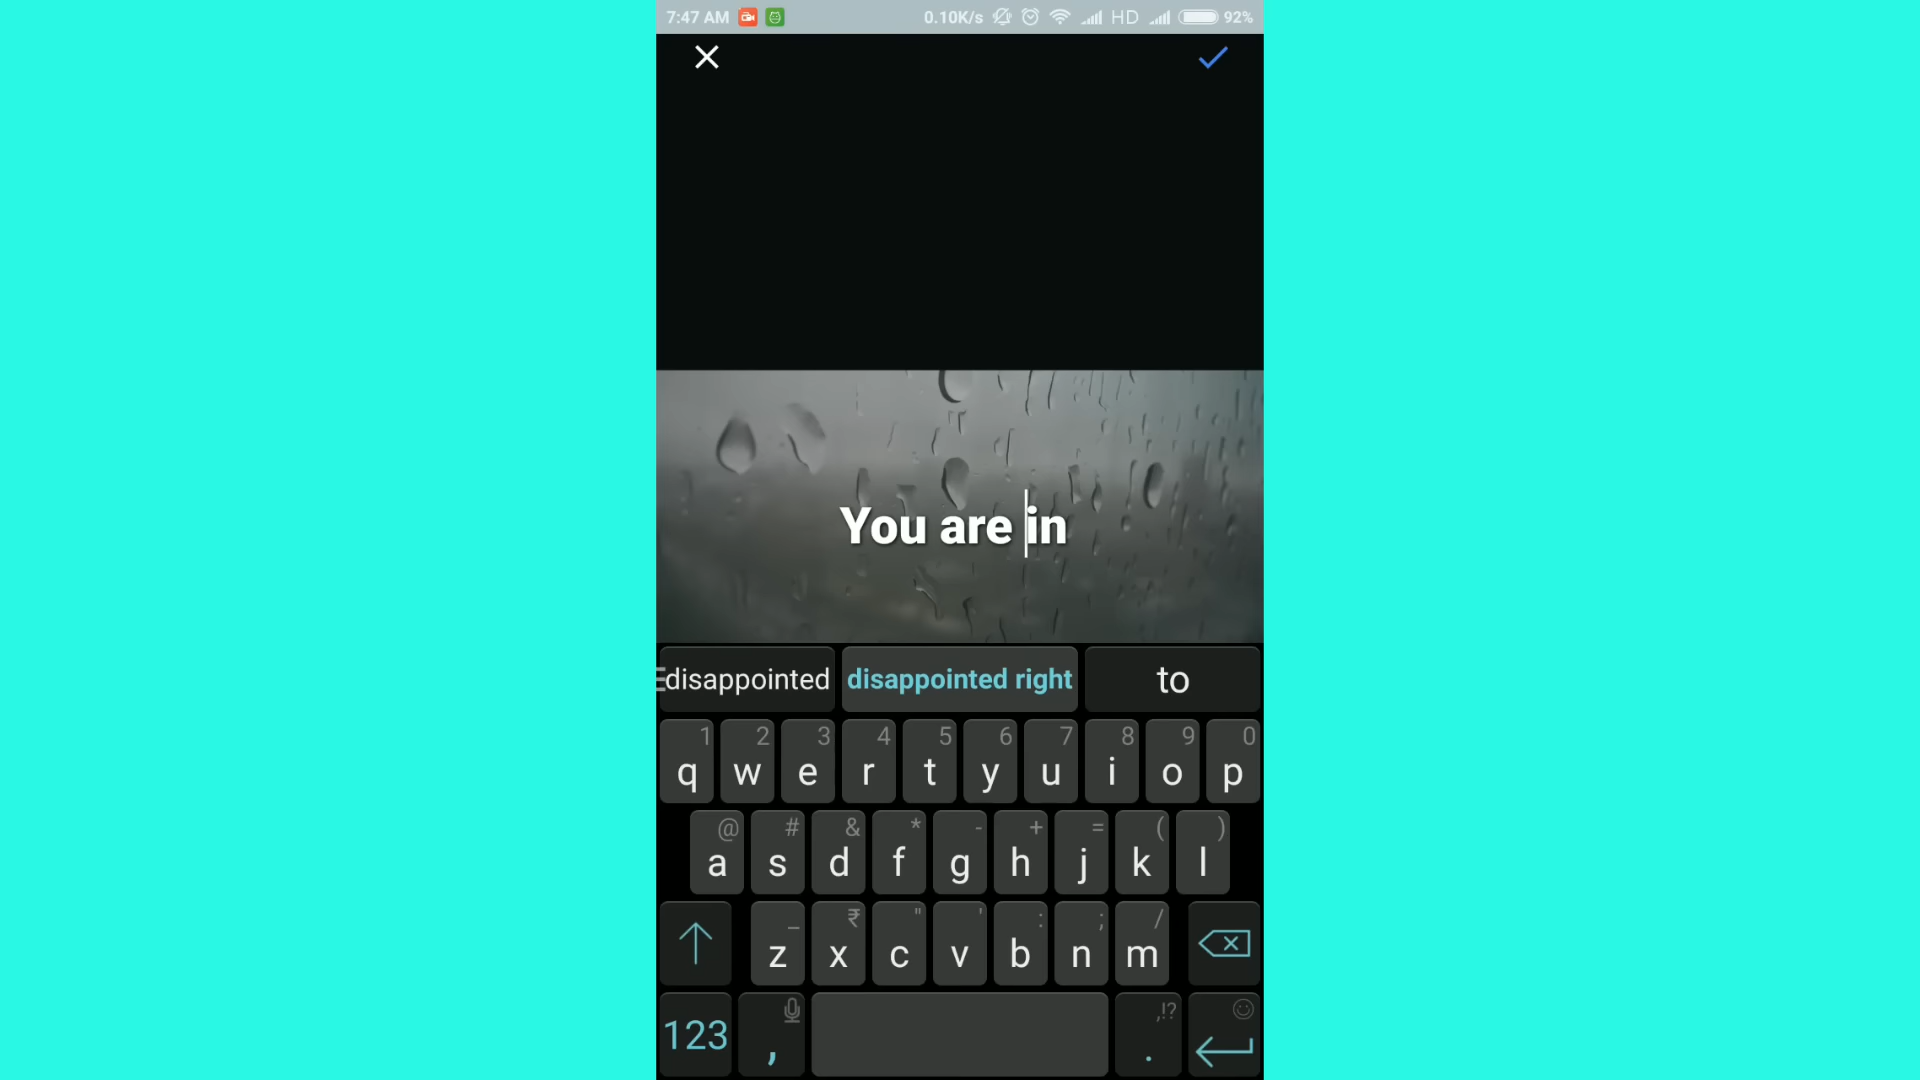 7:47 AM 0.10K/s HD 92%
You are in
disappointed disappointed right to
1 2 3 4 5 6 7 8 9 0
q w e r t y u i o p
@ # & * - + = ( )
a s d f g h j k l
_ ₹ " ' : ; /
z x c v b n m
,!?
123 , .